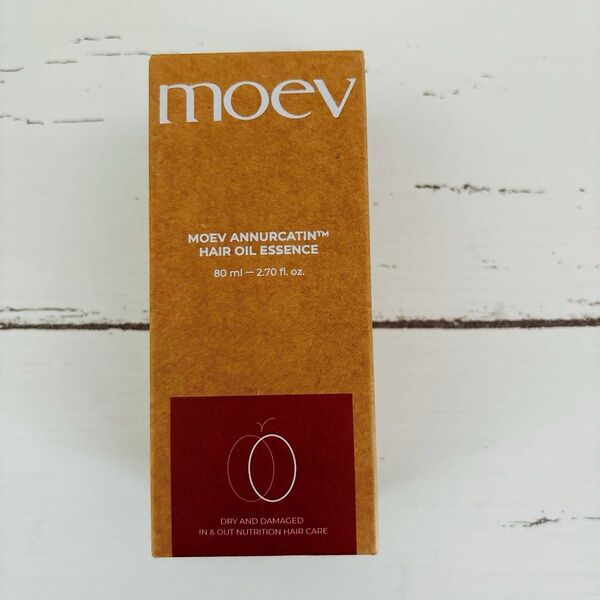 moev
MOEV ANNURCATIN™
HAIR OIL ESSENCE
80 ml — 2.70 fl. oz.
DRY AND DAMAGED
IN & OUT NUTRITION HAIR CARE